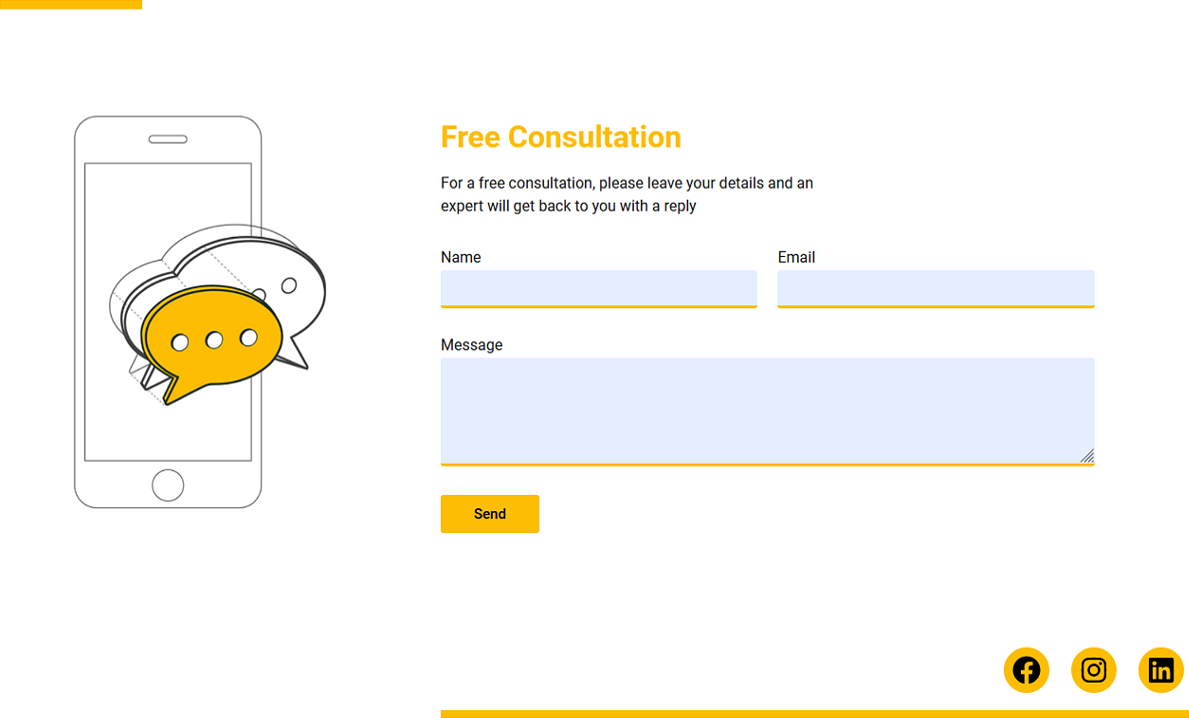 Free Consultation
For a free consultation, please leave your details and an
expert will get back to you with a reply
Name
Email
Message
Send
in